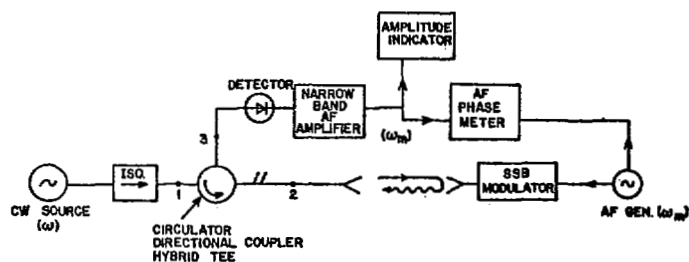 AMPLITUDE
INDICATOR
DETECTOR
NARROW
BAND
AF
AMPLIFIER
(ωm)
AF
PHASE
METER
3
ISO.
1
2
SSB
MODULATOR
CW SOURCE
(ω)
AF GEN.(ωm)
CIRCULATOR
DIRECTIONAL COUPLER
HYBRID TEE